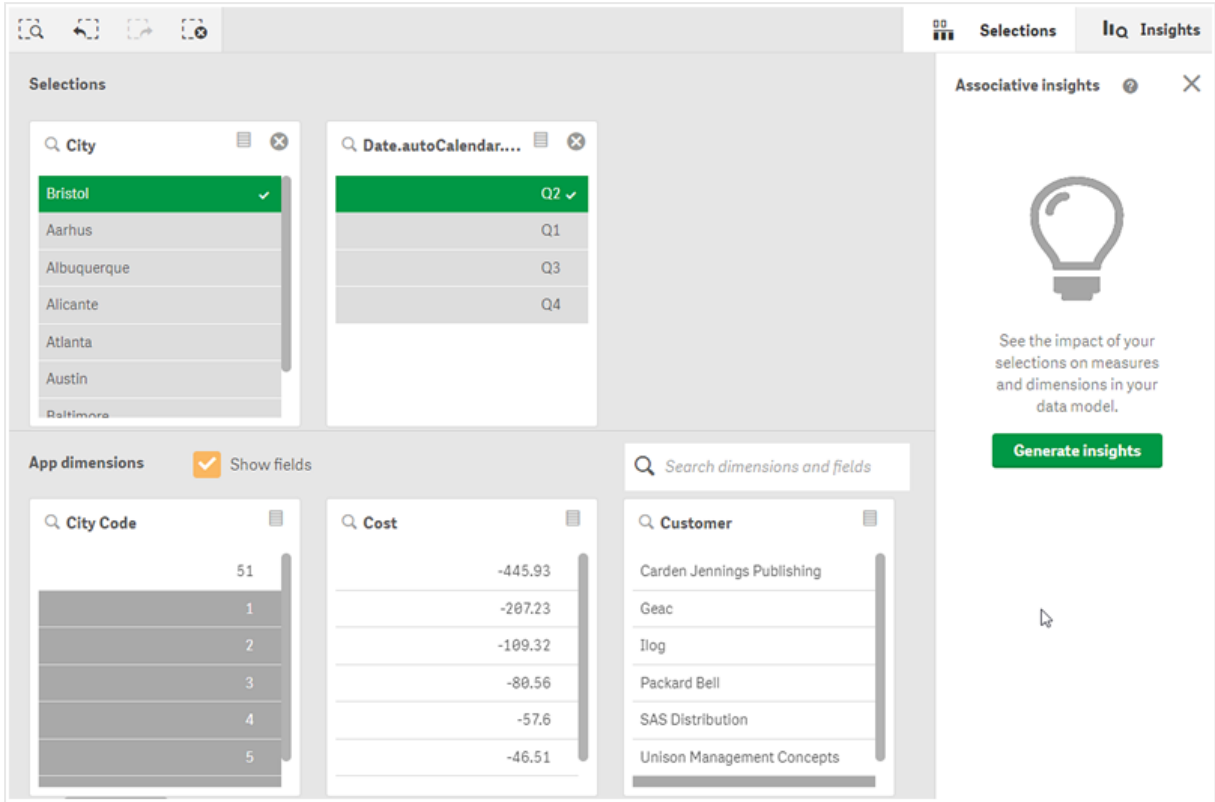 Selections
Insights
Selections
Associative insights
?
City
Date.autoCalendar....
Bristol
Aarhus
Albuquerque
Alicante
Atlanta
Austin
Baltimore
Q2
Q1
Q3
Q4
See the impact of your
selections on measures
and dimensions in your
data model.
Generate insights
App dimensions
Show fields
Search dimensions and fields
City Code
51
1
2
3
4
5
Cost
-445.93
-207.23
-109.32
-80.56
-57.6
-46.51
Customer
Carden Jennings Publishing
Geac
Ilog
Packard Bell
SAS Distribution
Unison Management Concepts